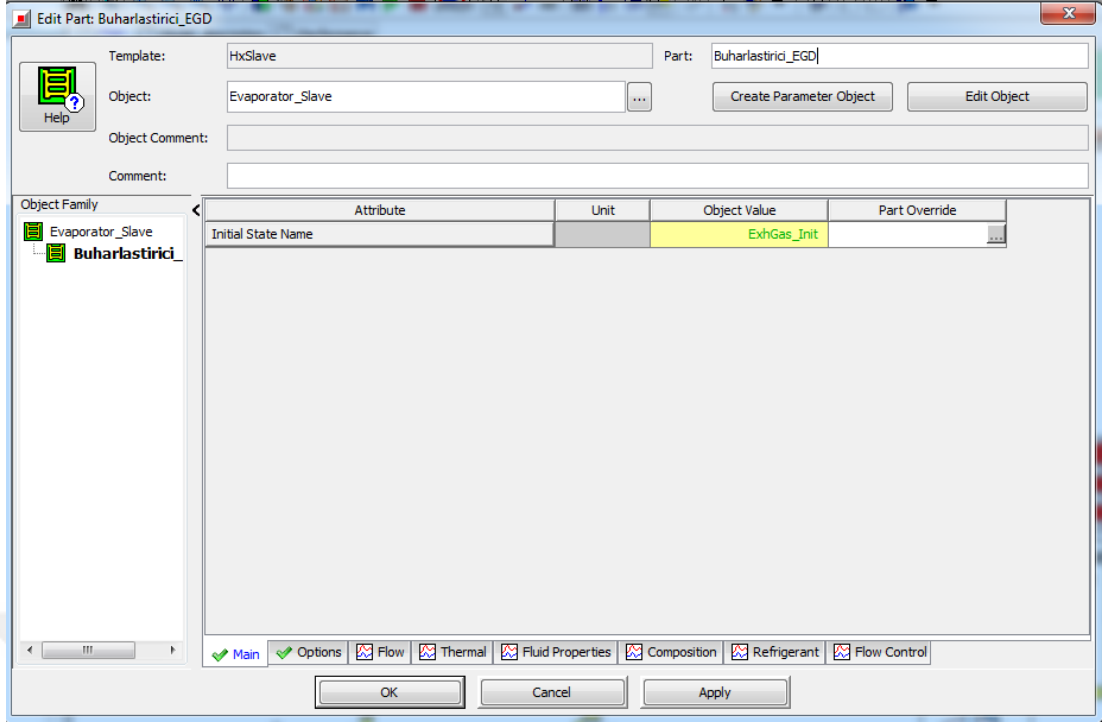 Edit Part: Buharlastirici_EGD
Template: HxSlave Part: Buharlastirici_EGD
Help
Object: Evaporator_Slave ... Create Parameter Object Edit Object
Object Comment:
Comment:
Object Family
Attribute Unit Object Value Part Override
Evaporator_Slave
Initial State Name ExhGas_Init ...
Buharlastirici_
Main Options Flow Thermal Fluid Properties Composition Refrigerant Flow Control
OK Cancel Apply